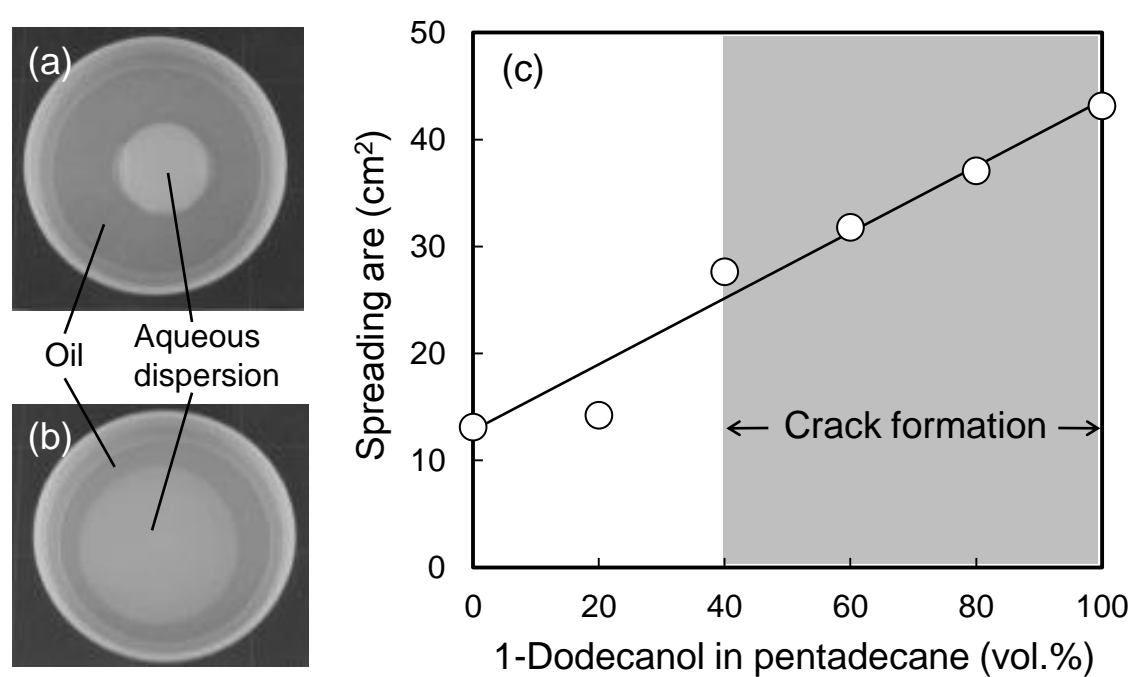 (a)
Oil
Aqueous
dispersion
(b)
(c)
Spreading are (cm²)
50
40
30
20
10
0
Crack formation
0 20 40 60 80 100
1-Dodecanol in pentadecane (vol.%)